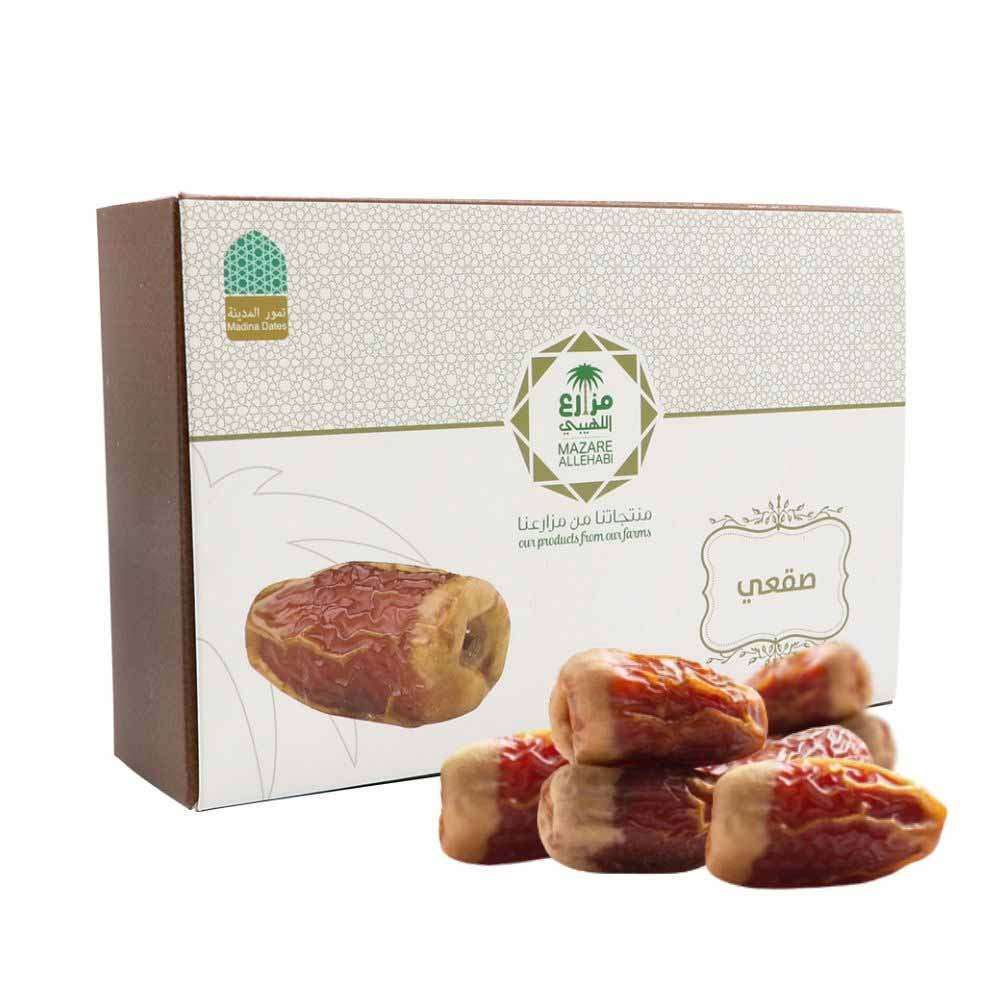 تمور المدينة
Madina Dates
مزارع
اللهيبي
MAZARE
ALLEHABI
منتجاتنا من مزارعنا
our products from our farms
صقعي